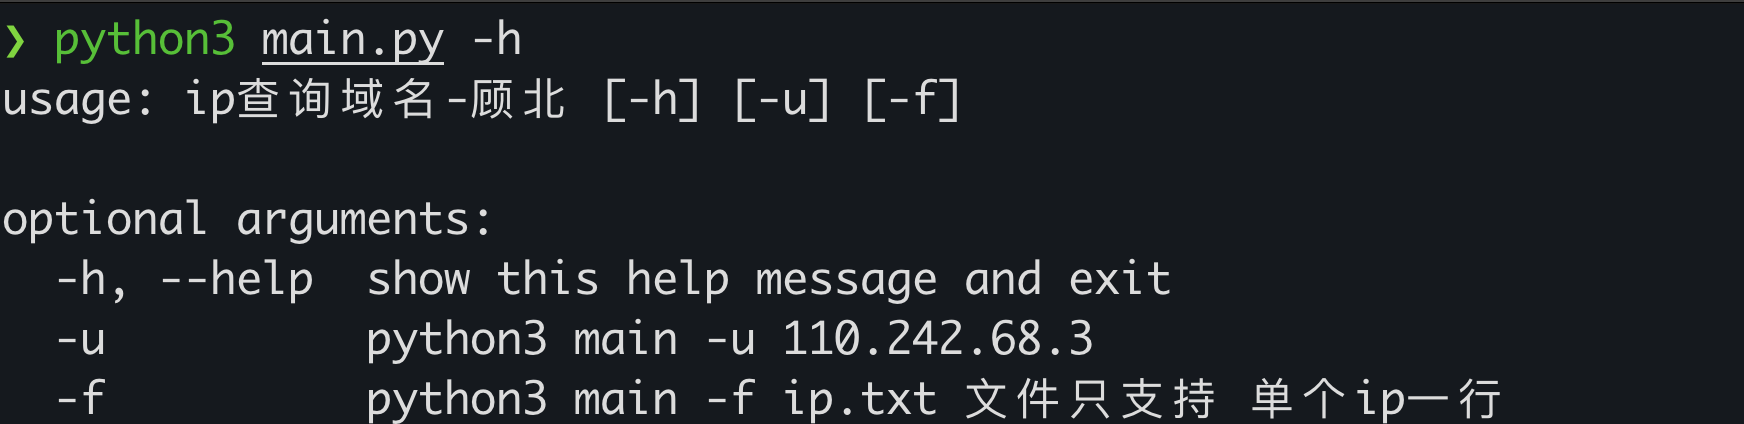 ❯ python3 main.py -h
usage: ip查询域名-顾北 [-h] [-u] [-f]
optional arguments:
-h, --help  show this help message and exit
-u          python3 main -u 110.242.68.3
-f          python3 main -f ip.txt 文件只支持 单个ip一行